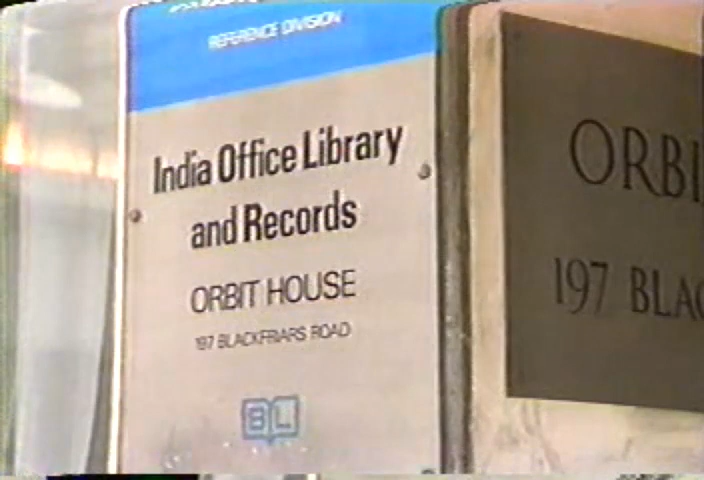 REFERENCE DIVISION
India Office Library
and Records
ORBIT HOUSE
197 BLACKFRIARS ROAD
BL
ORBI
197 BLAC